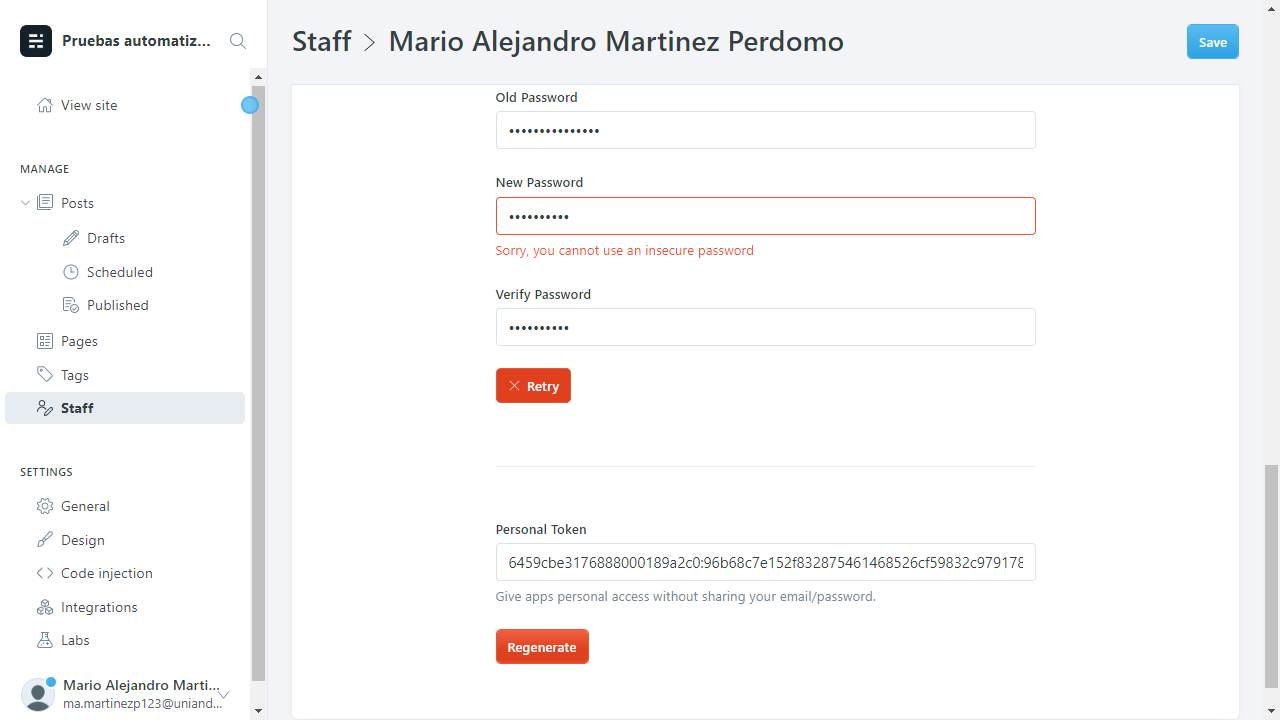 Pruebas automatiz...
View site
MANAGE
Posts
Drafts
Scheduled
Published
Pages
Tags
Staff
SETTINGS
General
Design
Code injection
Integrations
Labs
Mario Alejandro Marti...
ma.martinezp123@uniand...
Staff > Mario Alejandro Martinez Perdomo
Save
Old Password
•••••••••••••••
New Password
••••••••••
Sorry, you cannot use an insecure password
Verify Password
••••••••••
Retry
Personal Token
6459cbe3176888000189a2c0:96b68c7e152f832875461468526cf59832c979178
Give apps personal access without sharing your email/password.
Regenerate